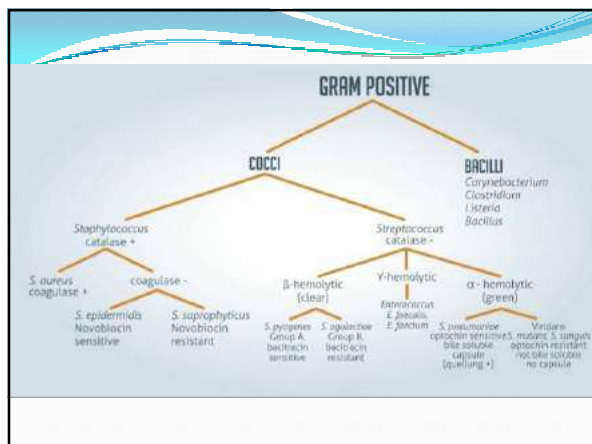 GRAM POSITIVE
COCCI
BACILLI
Corynebacterium
Clostridium
Listeria
Bacillus
Staphylococcus
catalase +
Streptococcus
catalase -
S. aureus
coagulase +
coagulase -
β-hemolytic
(clear)
Y-hemolytic
α - hemolytic
(green)
S. epidermidis
Novobiocin
sensitive
S. suprophyticus
Novobiocin
resistant
S. pyogenes
Group A,
bacitracin
sensitive
S. agalactiae
Group B,
bacitracin
resistant
Enterococcus
E. faecalis,
E. faecium
S. pneumoniae
optochin sensitive,
bile soluble
capsule
(quellung +)
Viridans
S. mutans, S. sanguis
optochin resistant
not bile soluble
no capsule